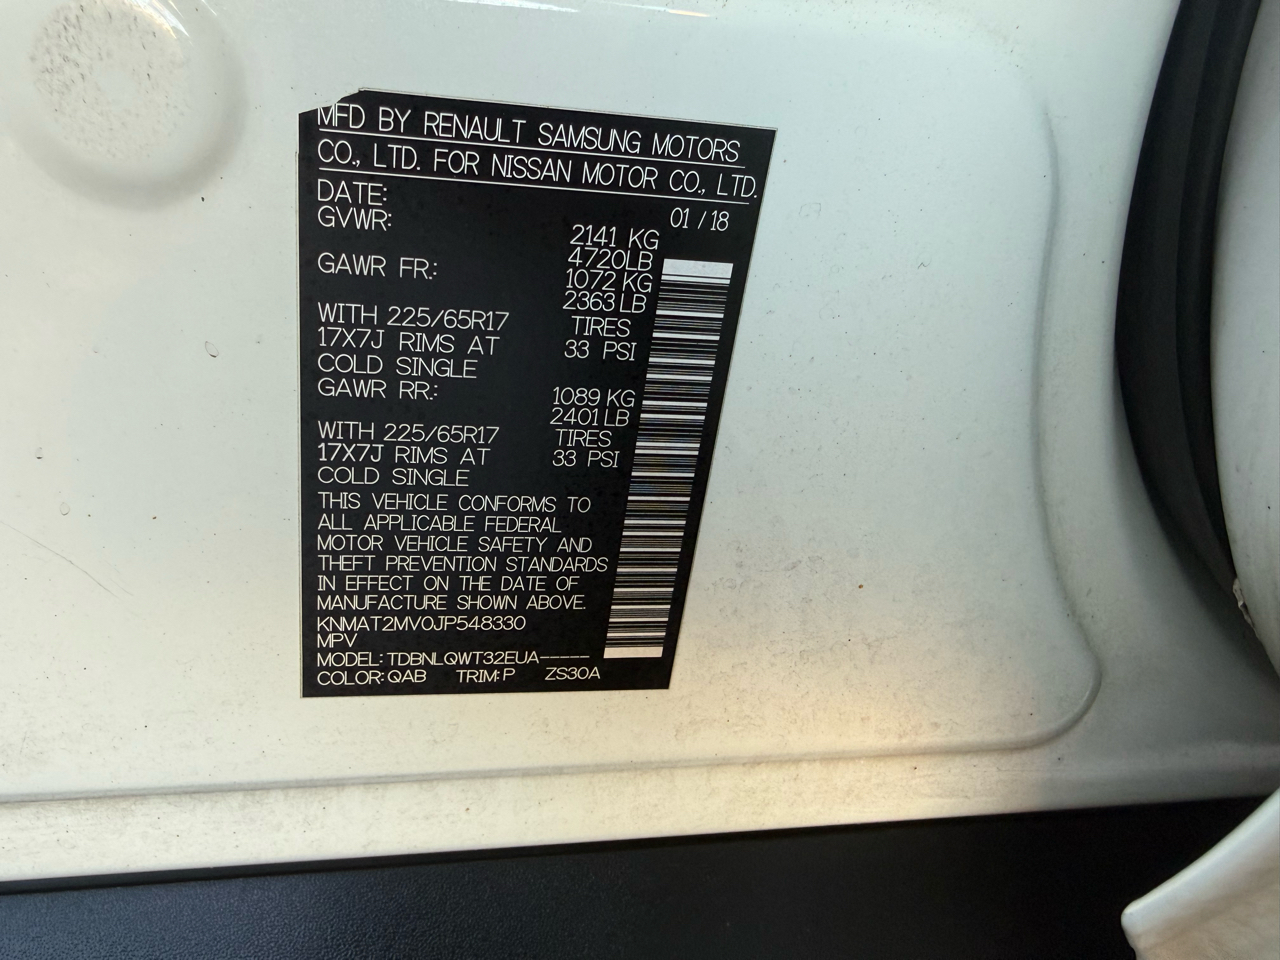 MFD BY RENAULT SAMSUNG MOTORS
CO., LTD. FOR NISSAN MOTOR CO., LTD.
DATE: 01 / 18
GVWR: 2141 KG
4720LB
GAWR FR: 1072 KG
2363 LB
WITH 225/65R17 TIRES
17X7J RIMS AT 33 PSI
COLD SINGLE
GAWR RR: 1089 KG
2401 LB
WITH 225/65R17 TIRES
17X7J RIMS AT 33 PSI
COLD SINGLE
THIS VEHICLE CONFORMS TO
ALL APPLICABLE FEDERAL
MOTOR VEHICLE SAFETY AND
THEFT PREVENTION STANDARDS
IN EFFECT ON THE DATE OF
MANUFACTURE SHOWN ABOVE.
KNMAT2MV0JP548330
MPV
MODEL: TDBNLQWT32EUA-----
COLOR: QAB TRIM: P ZS30A